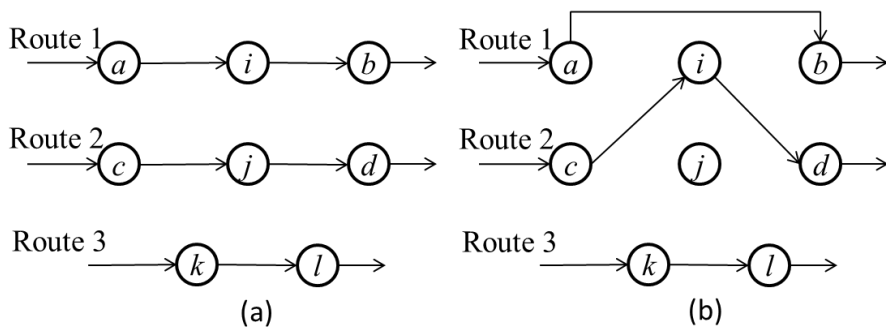 Route 1
a i b
Route 2
c j d
Route 3
k l
(a)
Route 1
a i b
Route 2
c j d
Route 3
k l
(b)